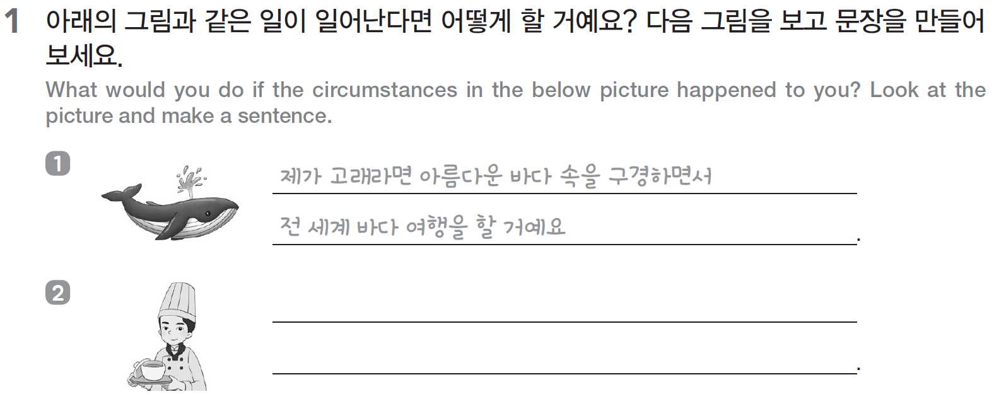 1 아래의 그림과 같은 일이 일어난다면 어떻게 할 거예요? 다음 그림을 보고 문장을 만들어
보세요.
What would you do if the circumstances in the below picture happened to you? Look at the
picture and make a sentence.
1
제가 고래라면 아름다운 바다 속을 구경하면서
전 세계 바다 여행을 할 거예요.
2
.